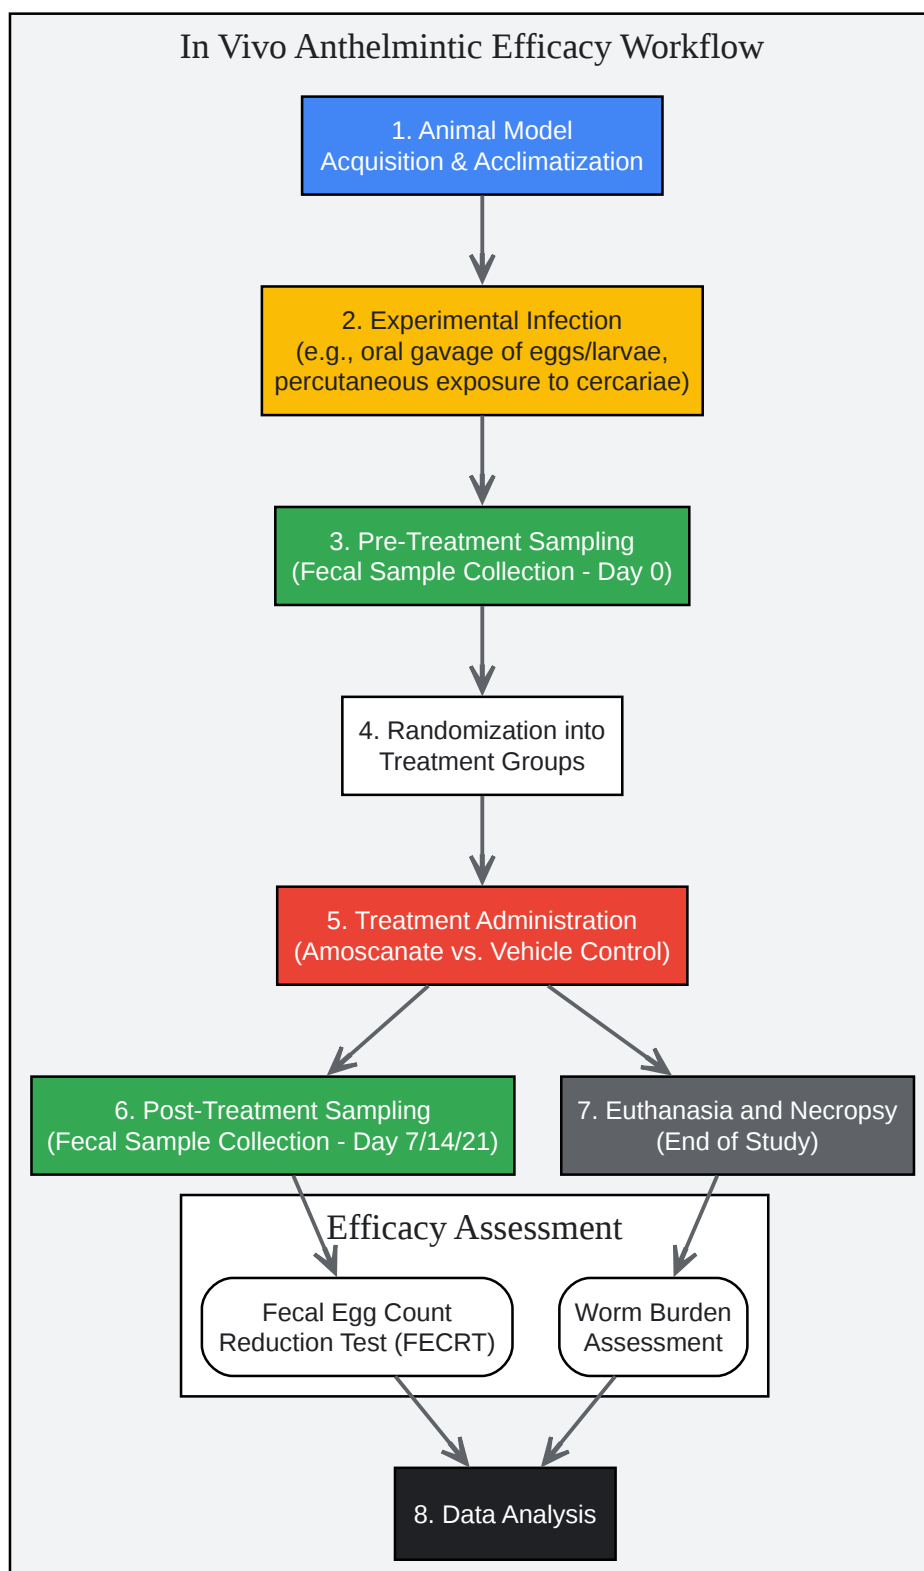 In Vivo Anthelmintic Efficacy Workflow
1. Animal Model
Acquisition & Acclimatization
2. Experimental Infection
(e.g., oral gavage of eggs/larvae,
percutaneous exposure to cercariae)
3. Pre-Treatment Sampling
(Fecal Sample Collection - Day 0)
4. Randomization into
Treatment Groups
5. Treatment Administration
(Amoscanate vs. Vehicle Control)
6. Post-Treatment Sampling
(Fecal Sample Collection - Day 7/14/21)
7. Euthanasia and Necropsy
(End of Study)
Efficacy Assessment
Fecal Egg Count
Reduction Test (FECRT)
Worm Burden
Assessment
8. Data Analysis